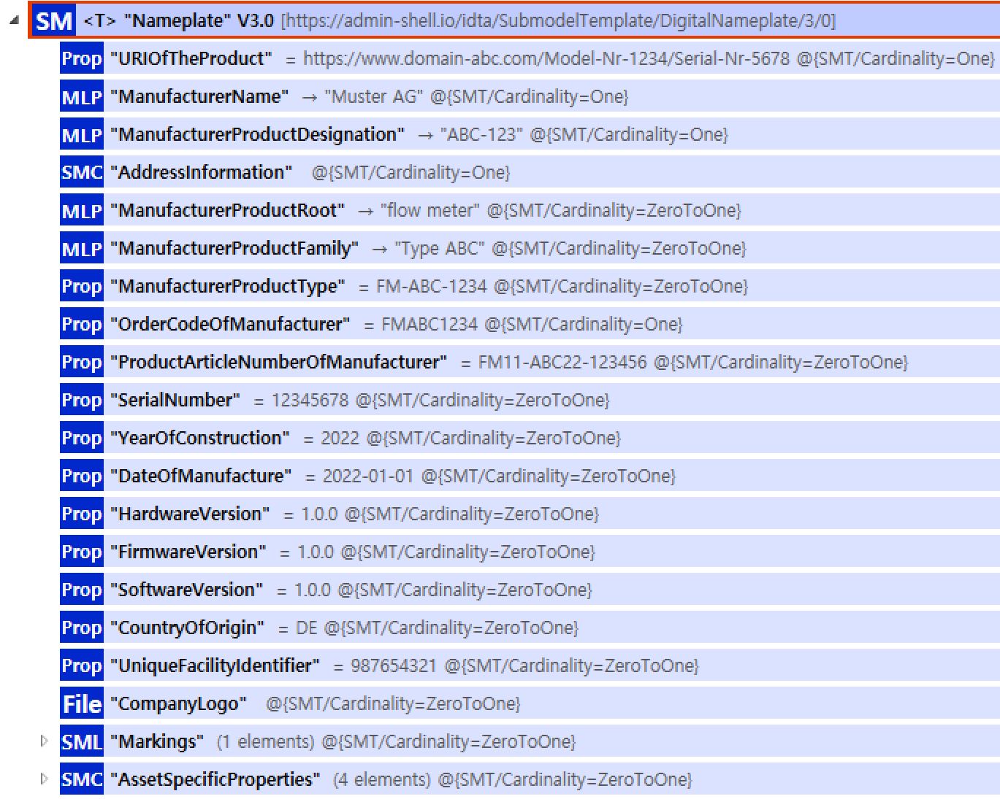 SM <T> "Nameplate" V3.0 [https://admin-shell.io/idta/SubmodelTemplate/DigitalNameplate/3/0]
Prop "URIOfTheProduct" = https://www.domain-abc.com/Model-Nr-1234/Serial-Nr-5678 @{SMT/Cardinality=One}
MLP "ManufacturerName" → "Muster AG" @{SMT/Cardinality=One}
MLP "ManufacturerProductDesignation" → "ABC-123" @{SMT/Cardinality=One}
SMC "AddressInformation" @{SMT/Cardinality=One}
MLP "ManufacturerProductRoot" → "flow meter" @{SMT/Cardinality=ZeroToOne}
MLP "ManufacturerProductFamily" → "Type ABC" @{SMT/Cardinality=ZeroToOne}
Prop "ManufacturerProductType" = FM-ABC-1234 @{SMT/Cardinality=ZeroToOne}
Prop "OrderCodeOfManufacturer" = FMABC1234 @{SMT/Cardinality=One}
Prop "ProductArticleNumberOfManufacturer" = FM11-ABC22-123456 @{SMT/Cardinality=ZeroToOne}
Prop "SerialNumber" = 12345678 @{SMT/Cardinality=ZeroToOne}
Prop "YearOfConstruction" = 2022 @{SMT/Cardinality=ZeroToOne}
Prop "DateOfManufacture" = 2022-01-01 @{SMT/Cardinality=ZeroToOne}
Prop "HardwareVersion" = 1.0.0 @{SMT/Cardinality=ZeroToOne}
Prop "FirmwareVersion" = 1.0.0 @{SMT/Cardinality=ZeroToOne}
Prop "SoftwareVersion" = 1.0.0 @{SMT/Cardinality=ZeroToOne}
Prop "CountryOfOrigin" = DE @{SMT/Cardinality=ZeroToOne}
Prop "UniqueFacilityIdentifier" = 987654321 @{SMT/Cardinality=ZeroToOne}
File "CompanyLogo" @{SMT/Cardinality=ZeroToOne}
SML "Markings" (1 elements) @{SMT/Cardinality=ZeroToOne}
SMC "AssetSpecificProperties" (4 elements) @{SMT/Cardinality=ZeroToOne}